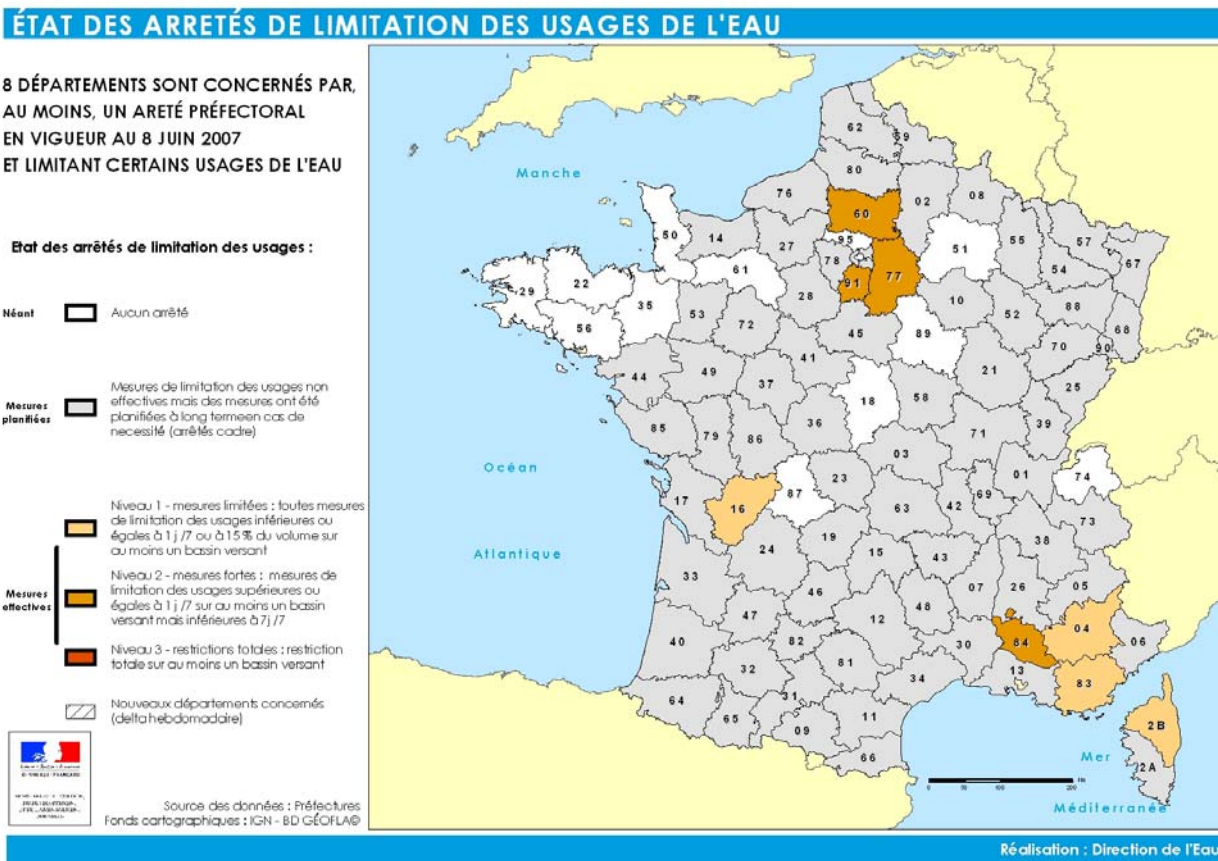 ÉTAT DES ARRETÉS DE LIMITATION DES USAGES DE L'EAU
8 DÉPARTEMENTS SONT CONCERNÉS PAR,
AU MOINS, UN ARETÉ PRÉFECTORAL
EN VIGUEUR AU 8 JUIN 2007
ET LIMITANT CERTAINS USAGES DE L'EAU
Etat des arrêtés de limitation des usages :
Néant
Aucun arrêté
Mesures
planifiées
Mesures de limitation des usages non
effectives mais des mesures ont été
planifiées à long termeen cas de
necessité (arrêtés cadre)
Mesures
effectives
Niveau 1 - mesures limitées : toutes mesures
de limitation des usages inférieures ou
égales à 1 j /7 ou à 15 % du volume sur
au moins un bassin versant
Niveau 2 - mesures fortes : mesures de
limitation des usages supérieures ou
égales à 1 j /7 sur au moins un bassin
versant mais inférieures à 7j /7
Niveau 3 - restrictions totales : restriction
totale sur au moins un bassin versant
Nouveaux départements concernés
(delta hebdomadaire)
Source des données : Préfectures
Fonds cartographiques : IGN - BD GÉOFLA©
Manche
Océan
Atlantique
Mer
Méditerranée
62
59
80
76
02
08
60
50
14
27
95
51
55
57
67
78
61
77
54
91
29
22
35
28
10
88
53
52
68
56
72
45
89
70
90
41
44
49
37
21
25
18
58
85
79
86
36
71
39
03
01
74
17
16
87
23
63
42
69
73
19
38
24
15
43
33
07
26
05
46
48
47
12
04
40
82
30
84
06
32
81
34
13
83
64
65
31
11
09
66
2B
2A
0
50
100
Réalisation : Direction de l'Eau